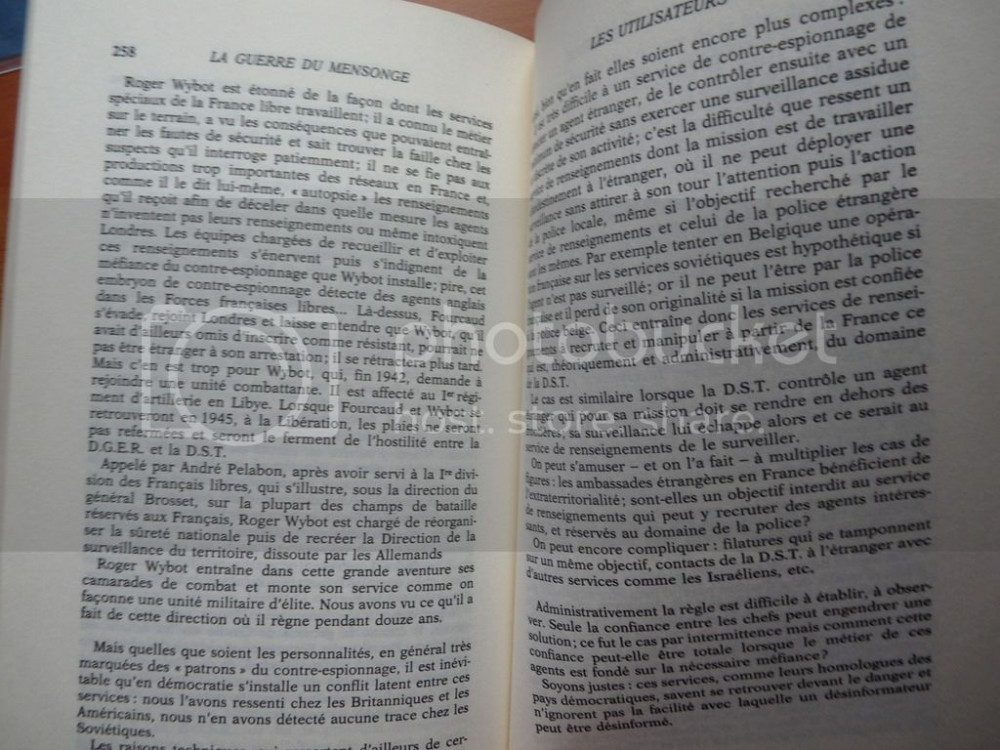 258
LA GUERRE DU MENSONGE
Roger Wybot est étonné de la façon dont les services
spéciaux de la France libre travaillent; il a connu le métier
sur le terrain, a vu les conséquences que pouvaient entraî-
ner les fautes de sécurité et sait trouver la faille chez les
suspects qu'il interroge patiemment; il ne se fie pas aux
productions trop importantes des réseaux en France et,
comme il le dit lui-même, « autopsie » les renseignements
qu'il reçoit afin de déceler dans quelle mesure les agents
n'inventent pas leurs renseignements ou même intoxiquent
Londres. Les équipes chargées de recueillir et d'exploiter
ces renseignements s'énervent puis s'indignent de la
méfiance du contre-espionnage que Wybot installe; pire, cet
embryon de contre-espionnage détecte des agents anglais
dans les Forces françaises libres... Là-dessus, Fourcaud
s'évade, rejoint Londres et laisse entendre que Wybot, qu'il
avait d'ailleurs omis d'inscrire comme résistant, pourrait ne
pas être étranger à son arrestation; il se rétractera plus tard.
Mais c'en est trop pour Wybot, qui, fin 1942, demande à
rejoindre une unité combattante. Il est affecté au Ier régi-
ment d'artillerie en Libye. Lorsque Fourcaud et Wybot se
retrouveront en 1945, à la Libération, les plaies ne seront
pas refermées et seront le ferment de l'hostilité entre la
D.G.E.R. et la D.S.T.
Appelé par André Pelabon, après avoir servi à la Ire divi-
sion des Français libres, qui s'illustre, sous la direction du
général Brosset, sur la plupart des champs de bataille
réservés aux Français, Roger Wybot est chargé de réorgani-
ser la sûreté nationale puis de recréer la Direction de la
surveillance du territoire, dissoute par les Allemands
Roger Wybot entraîne dans cette grande aventure ses
camarades de combat et monte son service comme on
façonne une unité militaire d'élite. Nous avons vu ce qu'il a
fait de cette direction où il règne pendant douze ans.
Mais quelles que soient les personnalités, en général très
marquées des « patrons » du contre-espionnage, il est inévi-
table qu'en démocratie s'installe un conflit latent entre ces
services : nous l'avons ressenti chez les Britanniques et les
Américains, nous n'en avons détecté aucune trace chez les
Soviétiques.
Les raisons d'ailleurs de cer-
LES UTILISATEURS
bien qu'en fait elles soient encore plus complexes :
très difficile à un service de contre-espionnage de
un agent étranger, de le contrôler ensuite avec un
de sécurité sans exercer une surveillance assidue
de son activité; c'est la difficulté que ressent un
de renseignements dont la mission est de travailler
à l'étranger, où il ne peut déployer une
sans attirer à son tour l'attention puis l'action
la police locale, même si l'objectif recherché par le
de renseignements et celui de la police étrangère
les mêmes. Par exemple tenter en Belgique une opéra-
française sur les services soviétiques est hypothétique si
n'est pas surveillé; or il ne peut l'être par la police
et il perd de son originalité si la mission est confiée
police belge. Ceci entraîne donc les services de rensei-
à recruter et manipuler à partir de la France ce
est, théoriquement et administrativement, du domaine
de la D.S.T.
Le cas est similaire lorsque la D.S.T. contrôle un agent
qui pour sa mission doit se rendre en dehors des
sa surveillance lui échappe alors et ce serait au
service de renseignements de le surveiller.
On peut s'amuser – et on l'a fait – à multiplier les cas de
figures : les ambassades étrangères en France bénéficient de
l'extraterritorialité; sont-elles un objectif interdit au service
de renseignements qui peut y recruter des agents intéres-
sants, et réservés au domaine de la police?
On peut encore compliquer : filatures qui se tamponnent
sur un même objectif, contacts de la D.S.T. à l'étranger avec
d'autres services comme les Israéliens, etc.
Administrativement la règle est difficile à établir, à obser-
ver. Seule la confiance entre les chefs peut engendrer une
solution; ce fut le cas par intermittence mais comment cette
confiance peut-elle être totale lorsque le métier de ces
agents est fondé sur la nécessaire méfiance?
Soyons justes : ces services, comme leurs homologues des
pays démocratiques, savent se retrouver devant le danger et
n'ignorent pas la facilité avec laquelle un désinformateur
peut être désinformé.
photobucket
host. store. share.